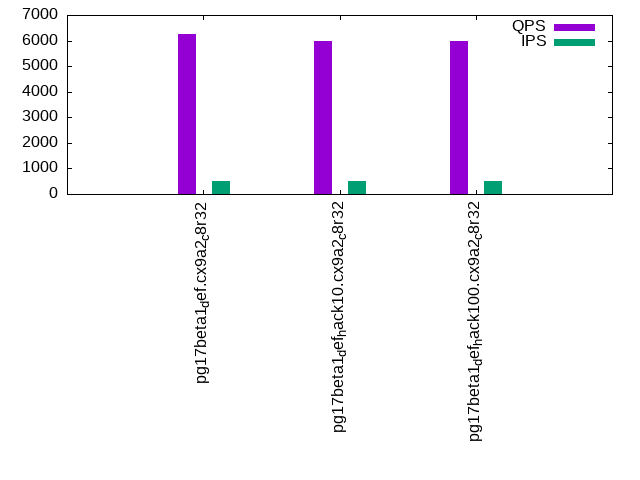 7000
6000
5000
4000
3000
2000
1000
0
QPS
IPS
pg17beta1def.cx9a2c8r32
pg17beta1defhack10.cx9a2c8r32
pg17beta1defhack100.cx9a2c8r32